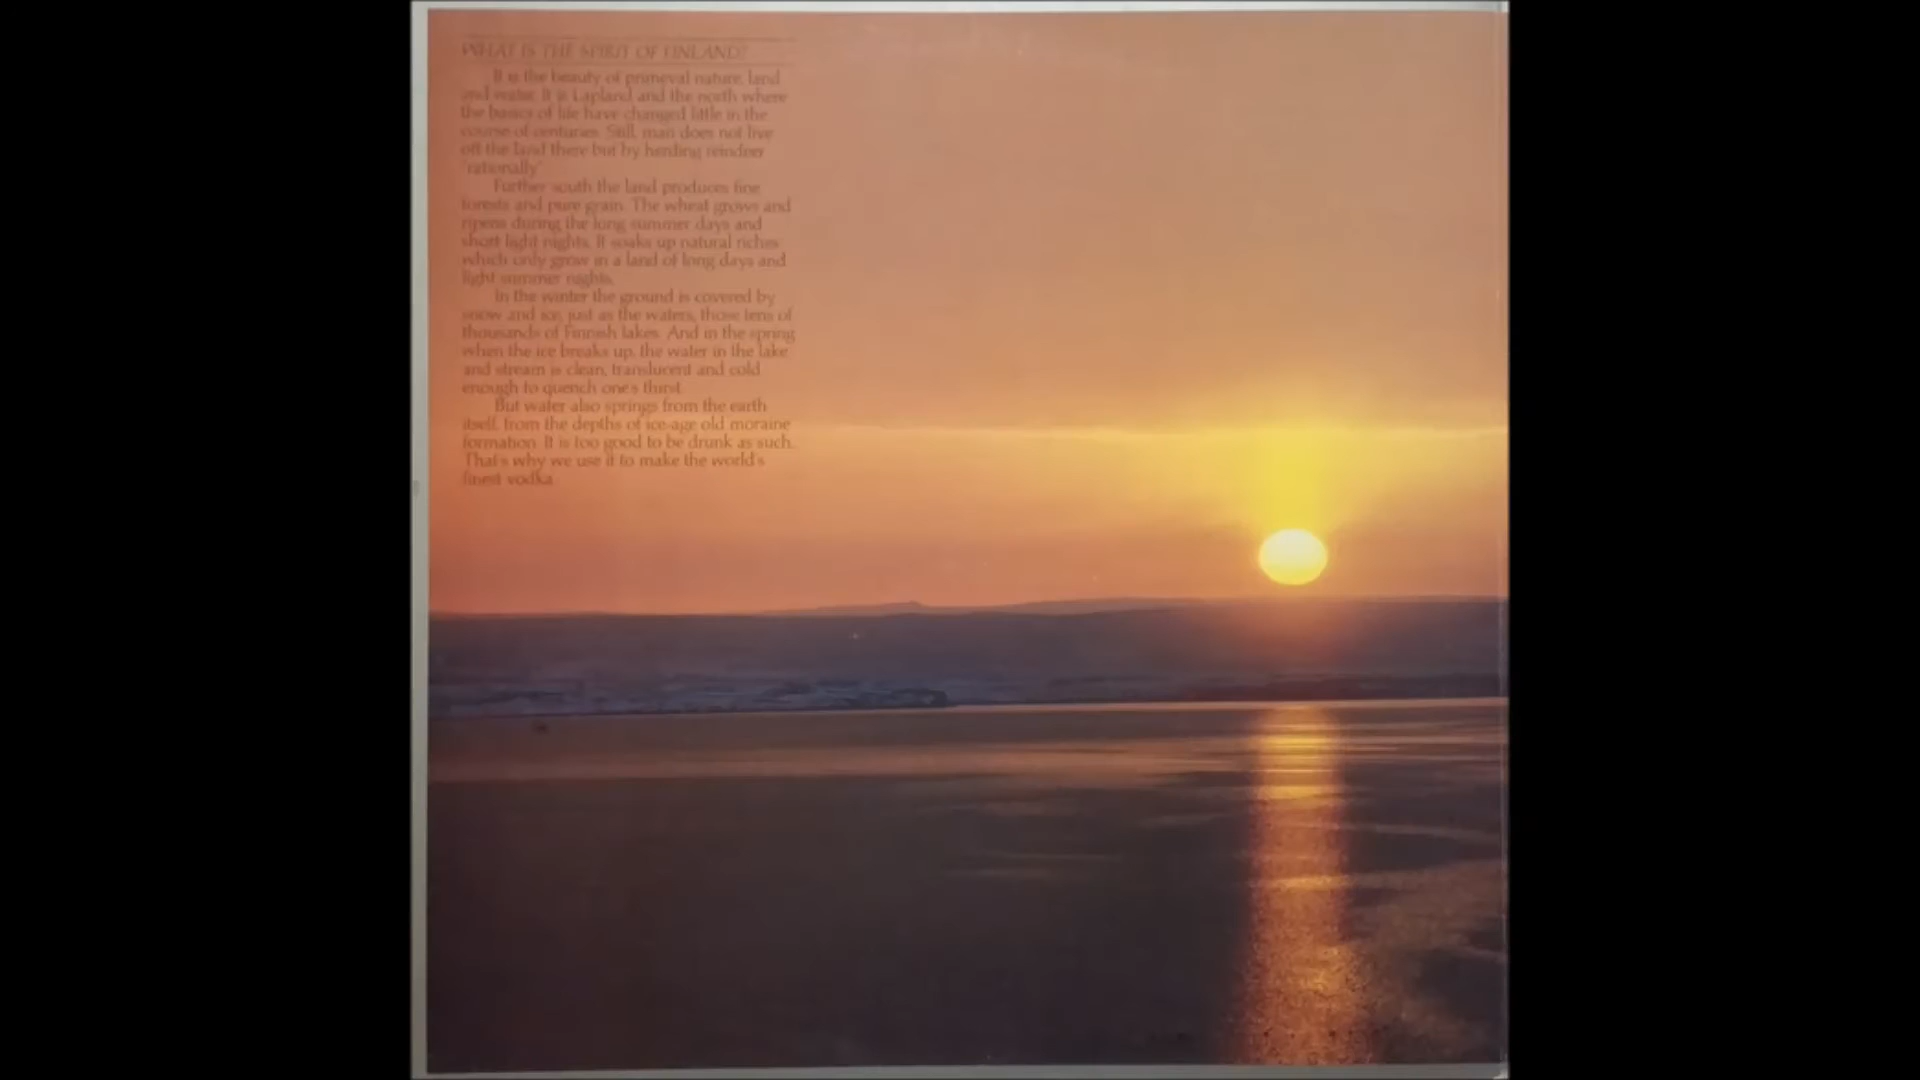 WHAT IS THE SPIRIT OF FINLAND?
It is the beauty of primeval nature, land
and water. It is Lapland and the north where
the basics of life have changed little in the
course of centuries. Still, man does not live
off the land there but by herding reindeer
"rationally"
Further south the land produces fine
forests and pure grain. The wheat grows and
ripens during the long summer days and
short light nights. It soaks up natural riches
which only grow in a land of long days and
light summer nights.
In the winter the ground is covered by
snow and ice, just as the waters, those tens of
thousands of Finnish lakes. And in the spring
when the ice breaks up, the water in the lake
and stream is clean, translucent and cold
enough to quench one's thirst.
But water also springs from the earth
itself, from the depths of ice-age old moraine
formation. It is too good to be drunk as such.
That's why we use it to make the world's
finest vodka.